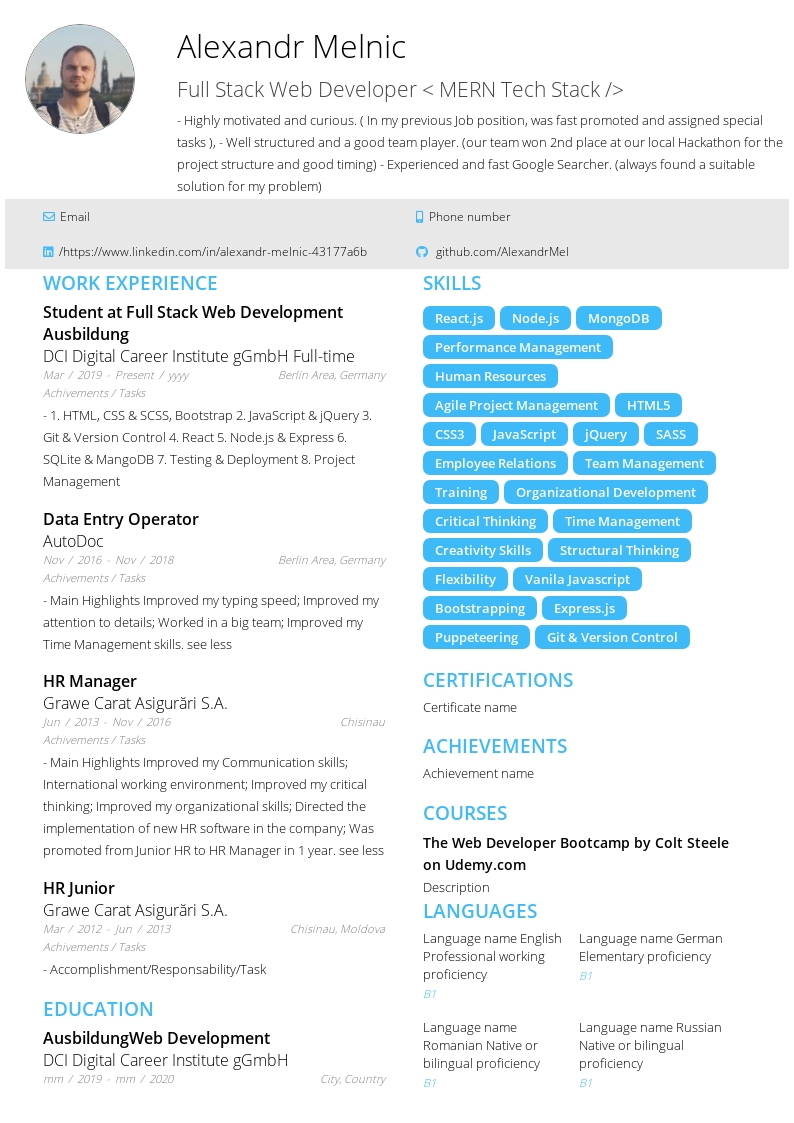 Alexandr Melnic
Full Stack Web Developer < MERN Tech Stack />
- Highly motivated and curious. ( In my previous Job position, was fast promoted and assigned special
tasks ), - Well structured and a good team player. (our team won 2nd place at our local Hackathon for the
project structure and good timing) - Experienced and fast Google Searcher. (always found a suitable
solution for my problem)
Email
Phone number
/https://www.linkedin.com/in/alexandr-melnic-43177a6b
github.com/AlexandrMel
WORK EXPERIENCE
Student at Full Stack Web Development
Ausbildung
DCI Digital Career Institute gGmbH Full-time
Mar / 2019 - Present / yyyy
Berlin Area, Germany
Achivements / Tasks
- 1. HTML, CSS & SCSS, Bootstrap 2. JavaScript & jQuery 3.
Git & Version Control 4. React 5. Node.js & Express 6.
SQLite & MongoDB 7. Testing & Deployment 8. Project
Management
Data Entry Operator
AutoDoc
Nov / 2016 - Nov / 2018
Berlin Area, Germany
Achivements / Tasks
- Main Highlights Improved my typing speed; Improved my
attention to details; Worked in a big team; Improved my
Time Management skills. see less
HR Manager
Grawe Carat Asigurări S.A.
Jun / 2013 - Nov / 2016
Chisinau
Achivements / Tasks
- Main Highlights Improved my Communication skills;
International working environment; Improved my critical
thinking; Improved my organizational skills; Directed the
implementation of new HR software in the company; Was
promoted from Junior HR to HR Manager in 1 year. see less
HR Junior
Grawe Carat Asigurări S.A.
Mar / 2012 - Jun / 2013
Chisinau, Moldova
Achivements / Tasks
- Accomplishment/Responsability/Task
EDUCATION
AusbildungWeb Development
DCI Digital Career Institute gGmbH
mm / 2019 - mm / 2020
City, Country
SKILLS
React.js Node.js MongoDB
Performance Management
Human Resources
Agile Project Management HTML5
CSS3 JavaScript jQuery SASS
Employee Relations Team Management
Training Organizational Development
Critical Thinking Time Management
Creativity Skills Structural Thinking
Flexibility Vanila Javascript
Bootstrapping Express.js
Puppeteering Git & Version Control
CERTIFICATIONS
Certificate name
ACHIEVEMENTS
Achievement name
COURSES
The Web Developer Bootcamp by Colt Steele
on Udemy.com
Description
LANGUAGES
Language name English
Professional working
proficiency
B1
Language name German
Elementary proficiency
B1
Language name
Romanian Native or
bilingual proficiency
B1
Language name Russian
Native or bilingual
proficiency
B1